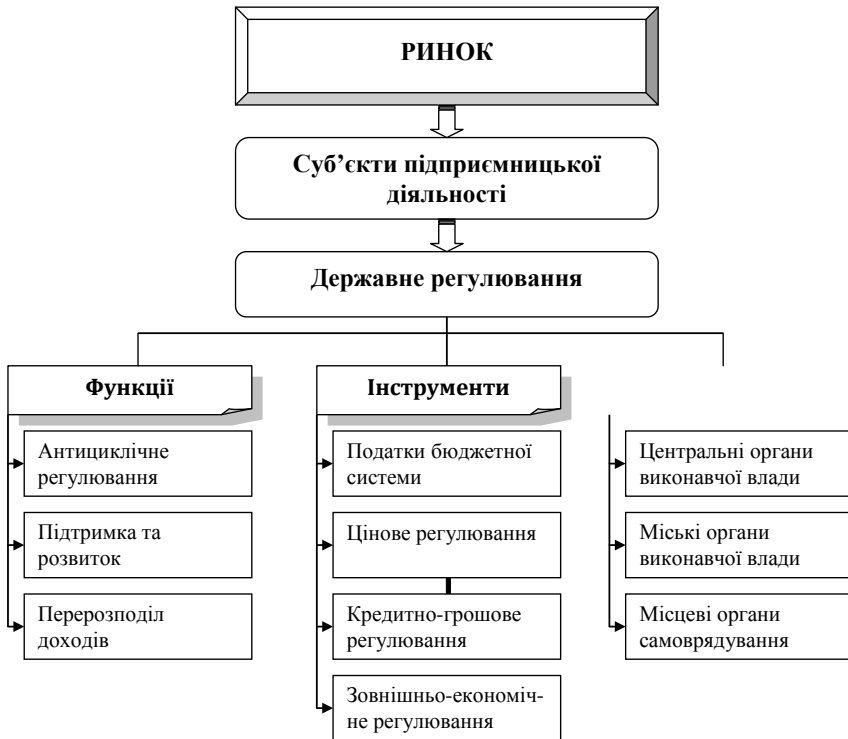 РИНОК
Суб’єкти підприємницької
діяльності
Державне регулювання
Функції
Антициклічне
регулювання
Підтримка та
розвиток
Перерозподіл
доходів
Інструменти
Податки бюджетної
системи
Цінове регулювання
Кредитно-грошове
регулювання
Зовнішньо-економіч-
не регулювання
Центральні органи
виконавчої влади
Міські органи
виконавчої влади
Місцеві органи
самоврядування